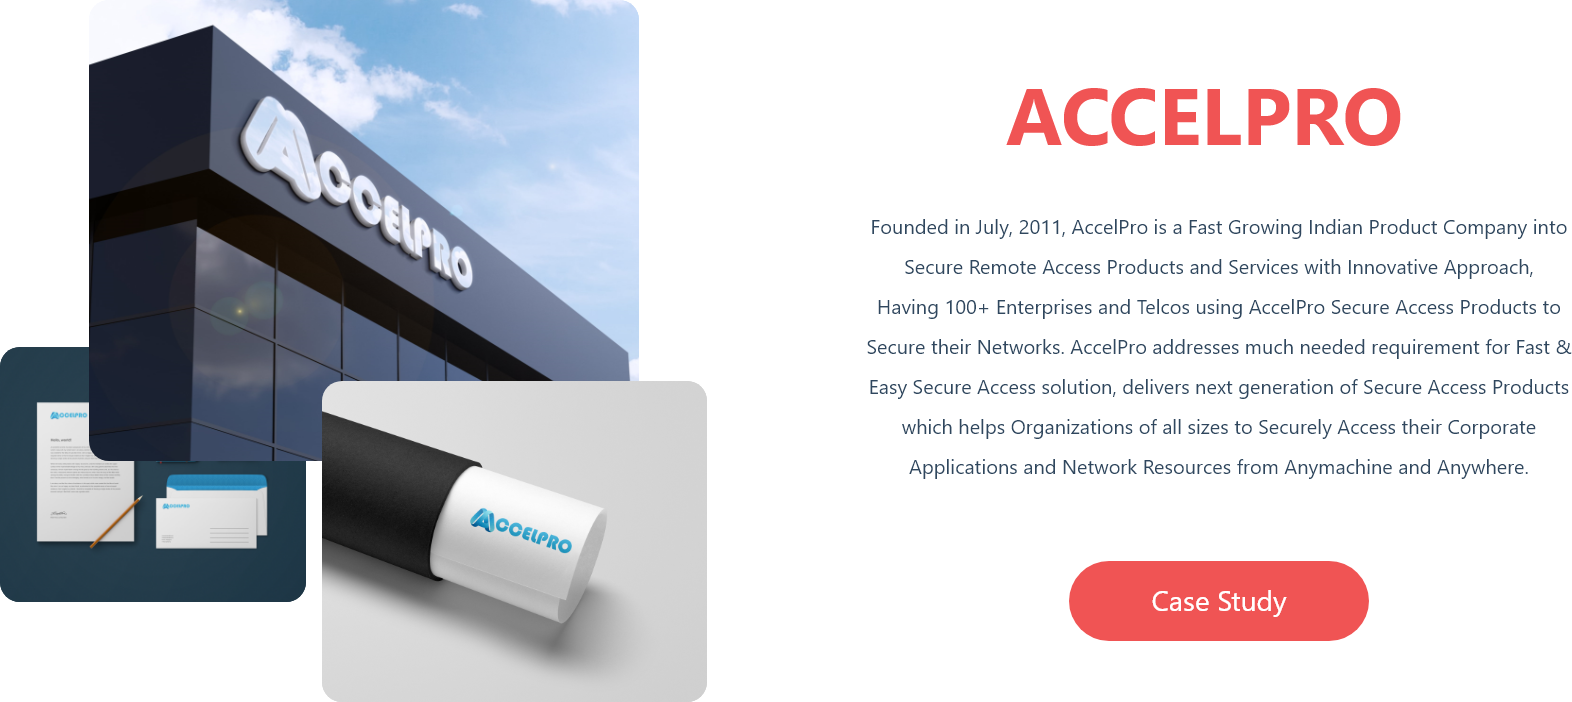 ACCELPRO
ACCELPRO
ACCELPRO
ACCELPRO
ACCELPRO
Founded in July, 2011, AccelPro is a Fast Growing Indian Product Company into
Secure Remote Access Products and Services with Innovative Approach,
Having 100+ Enterprises and Telcos using AccelPro Secure Access Products to
Secure their Networks. AccelPro addresses much needed requirement for Fast &
Easy Secure Access solution, delivers next generation of Secure Access Products
which helps Organizations of all sizes to Securely Access their Corporate
Applications and Network Resources from Anymachine and Anywhere.
Case Study